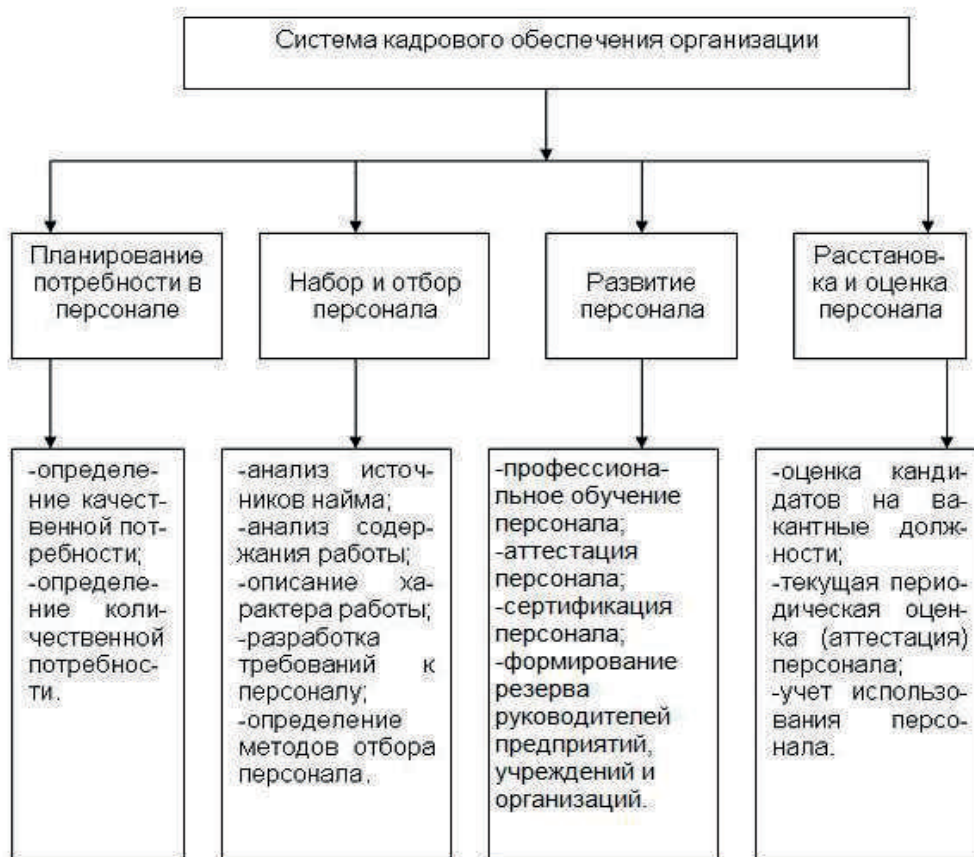 Система кадрового обеспечения организации
Планирование
потребности в
персонале
Набор и отбор
персонала
Развитие
персонала
Расстанов-
ка и оценка
персонала
-определе-
ние качест-
венной пот-
ребности;
-определе-
ние коли-
чественной
потребнос-
ти.
-анализ источ-
ников найма;
-анализ содер-
жания работы;
-описание ха-
рактера работы;
-разработка
требований к
персоналу;
-определение
методов отбора
персонала.
-профессиона-
льное обучение
персонала;
-аттестация
персонала;
-сертификация
персонала;
-формирование
резерва
руководителей
предприятий,
учреждений и
организаций.
-оценка канди-
датов на ва-
кантные долж-
ности;
-текущая перио-
дическая оцен-
ка (аттестация)
персонала;
-учет использо-
вания персо-
нала.